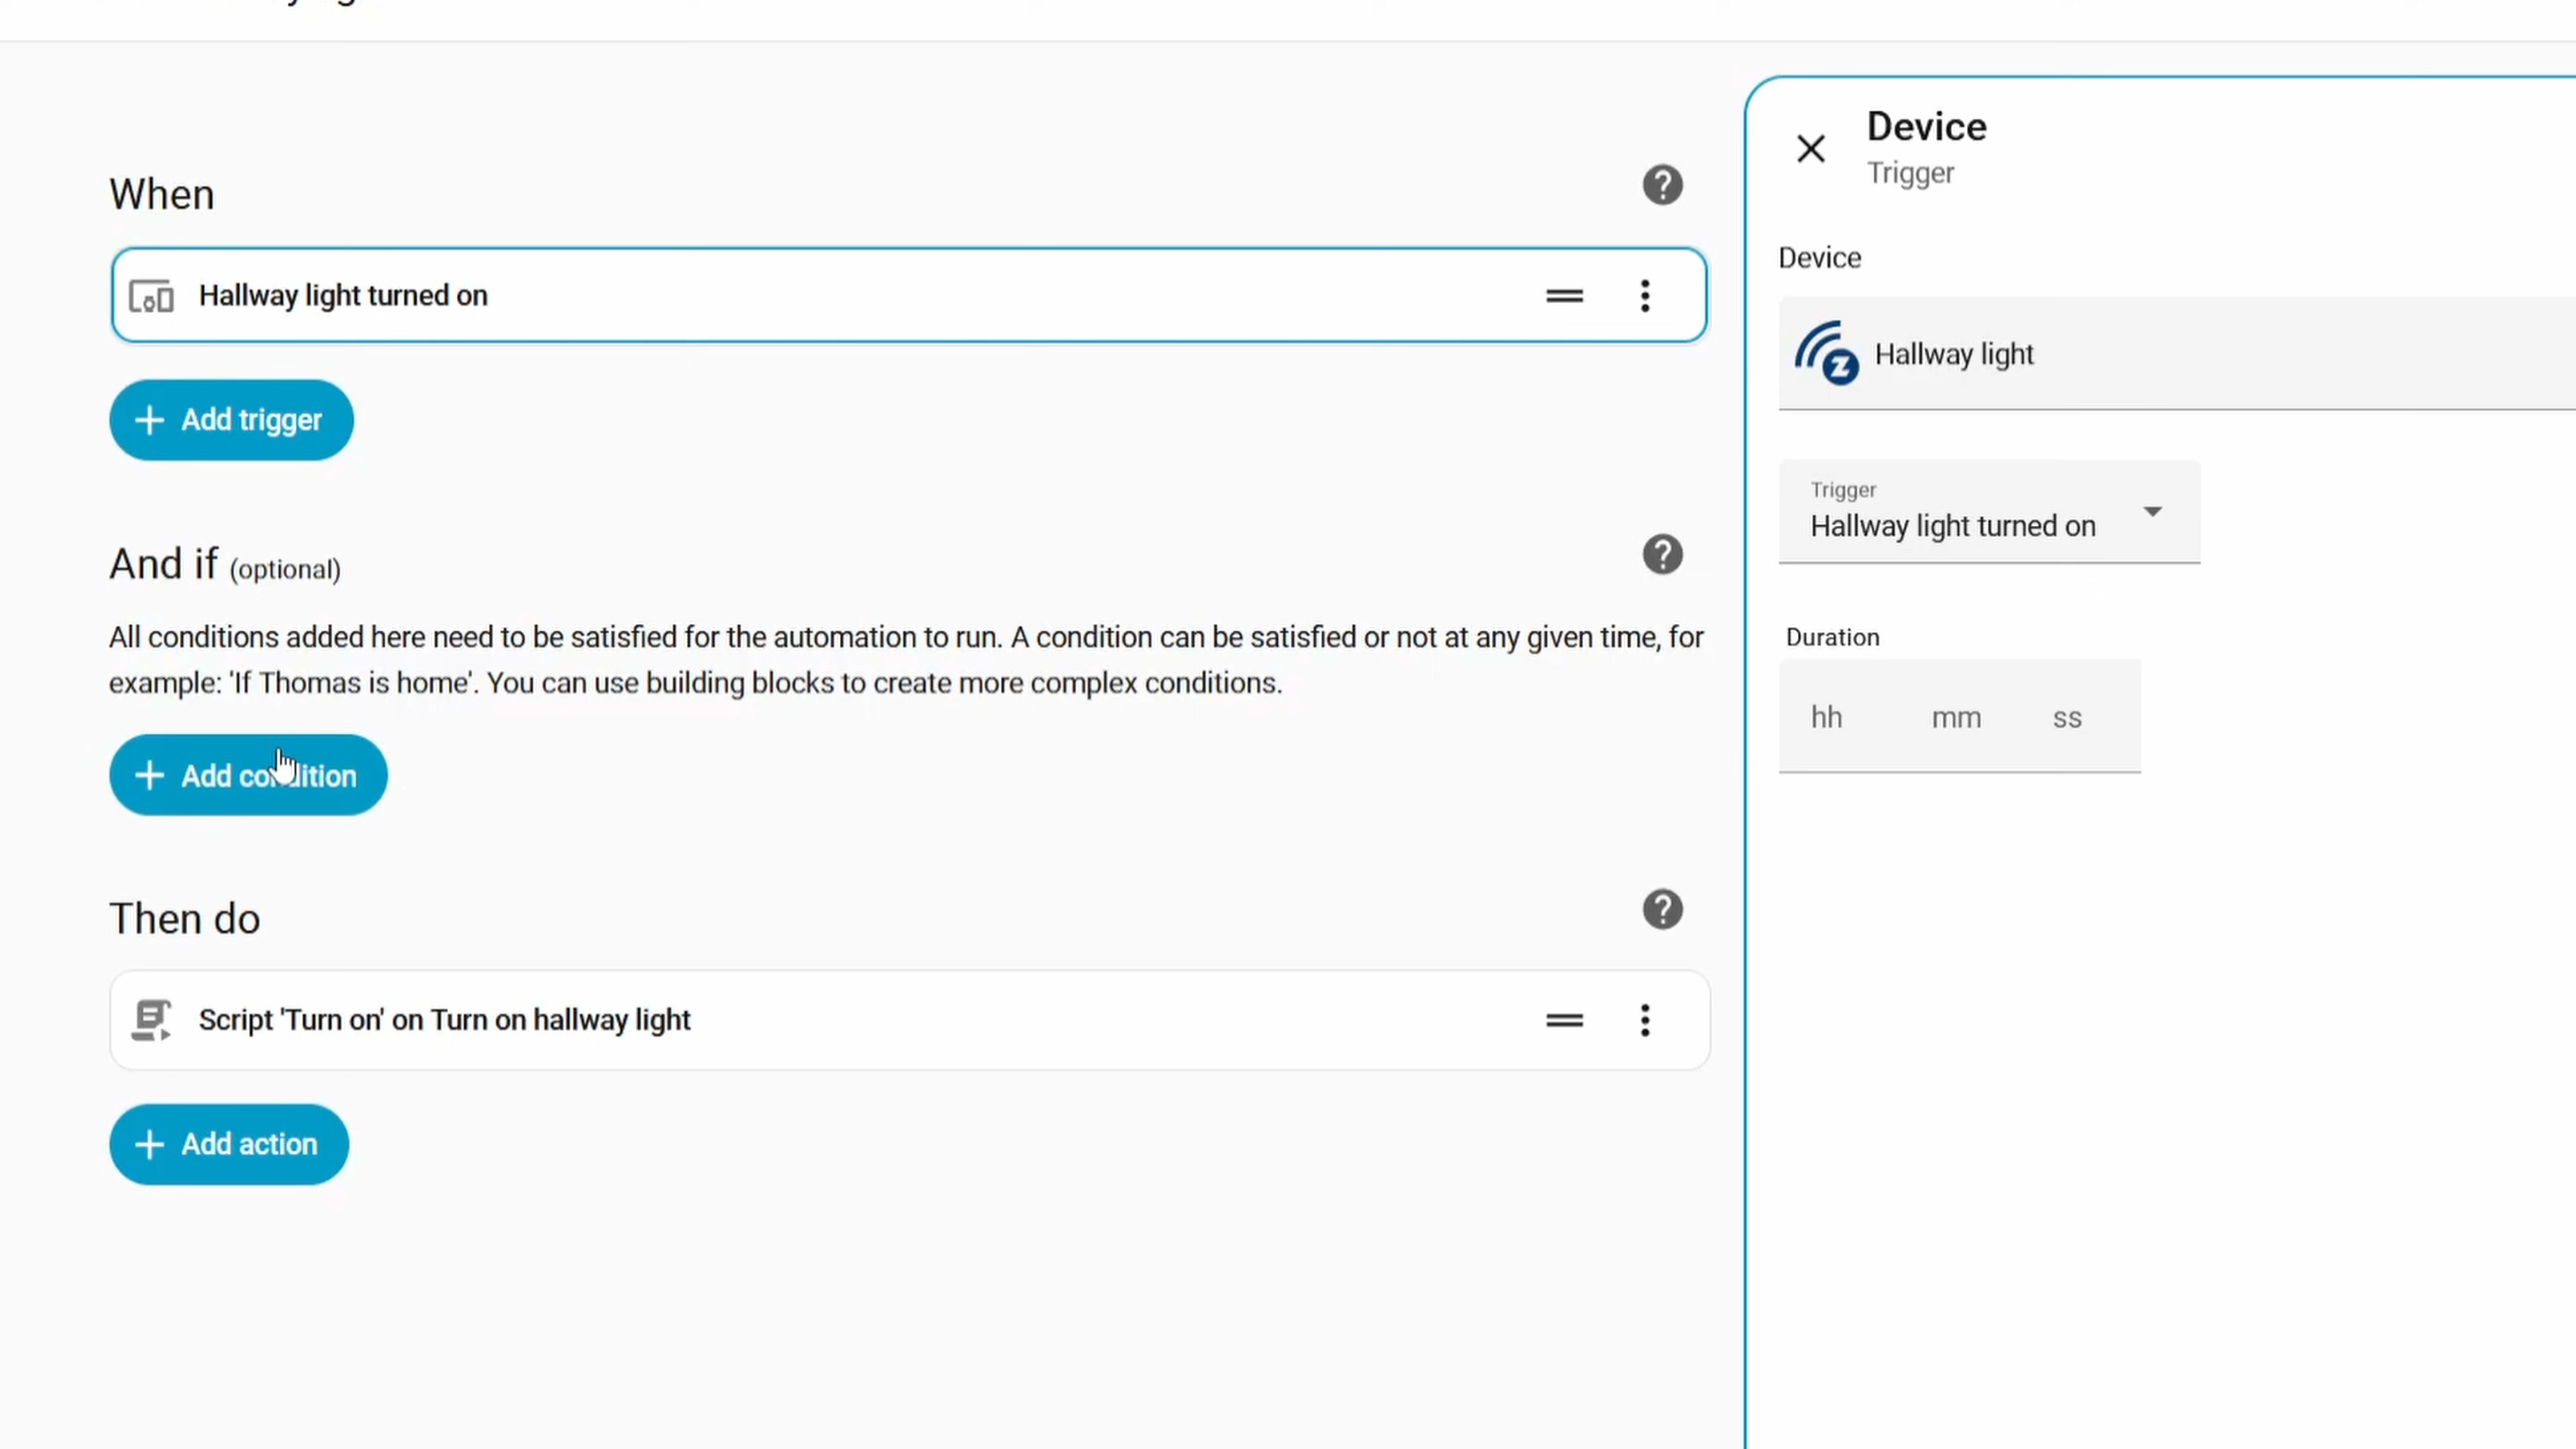 When
Hallway light turned on
Add trigger
And if (optional)
All conditions added here need to be satisfied for the automation to run. A condition can be satisfied or not at any given time, for
example: 'If Thomas is home'. You can use building blocks to create more complex conditions.
Add condition
Then do
Script 'Turn on' on Turn on hallway light
Add action
Device
Trigger
Device
Hallway light
Trigger
Hallway light turned on
Duration
hh mm ss